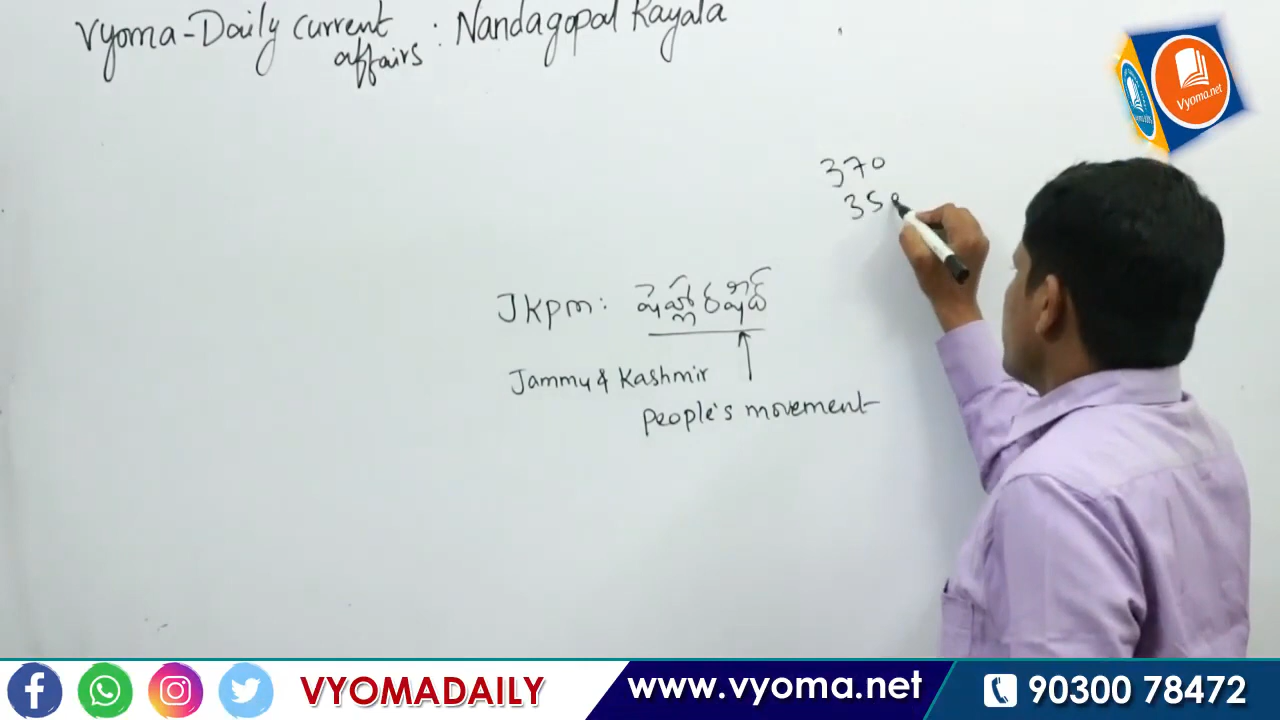 Vyoma-Daily current affairs : Nandagopal Kayala
Vyoma.net
370
35
Jkpm: షెహ్లా రషీద్
Jammu & Kashmir
people's movement
VYOMADAILY
www.vyoma.net
90300 78472